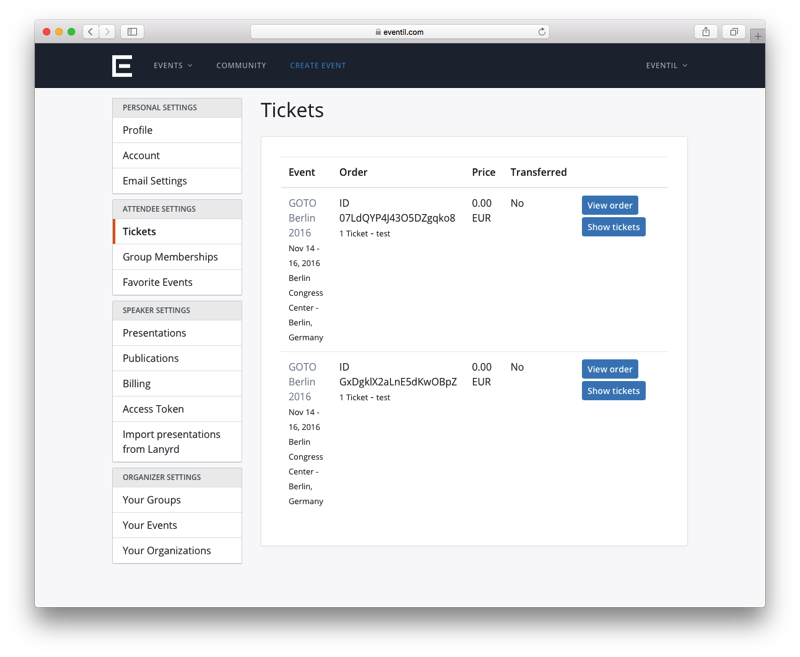 eventil.com
EVENTS
COMMUNITY
CREATE EVENT
EVENTIL
PERSONAL SETTINGS
Profile
Account
Email Settings
ATTENDEE SETTINGS
Tickets
Group Memberships
Favorite Events
SPEAKER SETTINGS
Presentations
Publications
Billing
Access Token
Import presentations
from Lanyrd
ORGANIZER SETTINGS
Your Groups
Your Events
Your Organizations
Tickets
Event Order Price Transferred
GOTO
Berlin
2016
Nov 14 -
16, 2016
Berlin
Congress
Center -
Berlin,
Germany
ID
07LdQYP4J43O5DZgqko8
1 Ticket - test
0.00
EUR
No
View order
Show tickets
GOTO
Berlin
2016
Nov 14 -
16, 2016
Berlin
Congress
Center -
Berlin,
Germany
ID
GxDgklX2aLnE5dKwOBpZ
1 Ticket - test
0.00
EUR
No
View order
Show tickets